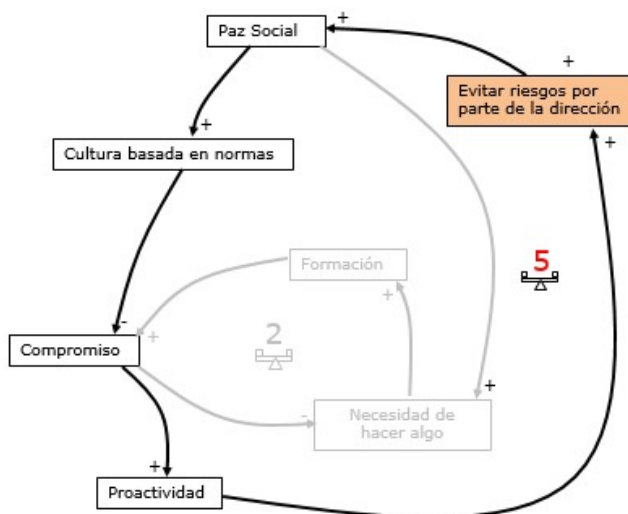 Paz Social
+
+
Evitar riesgos por
parte de la dirección
+
+
Cultura basada en normas
Formación
5
+
2
-
+
Compromiso
+
-
Necesidad de
hacer algo
+
Proactividad